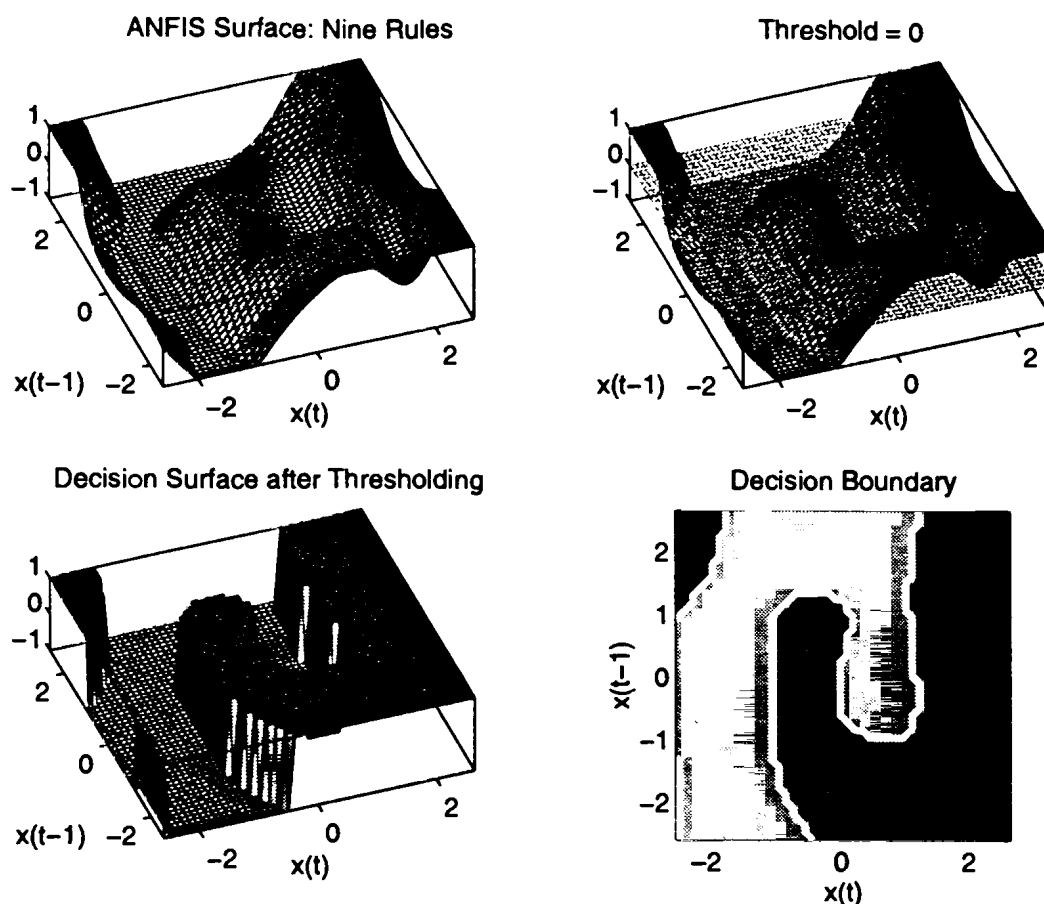 ANFIS Surface: Nine Rules
1
0
−1
2
0
−2
x(t−1)
−2
0
2
x(t)
Threshold = 0
1
0
−1
2
0
−2
x(t−1)
−2
0
2
x(t)
Decision Surface after Thresholding
1
0
−1
2
0
−2
x(t−1)
−2
0
2
x(t)
Decision Boundary
2
1
0
−1
−2
x(t−1)
−2
0
2
x(t)